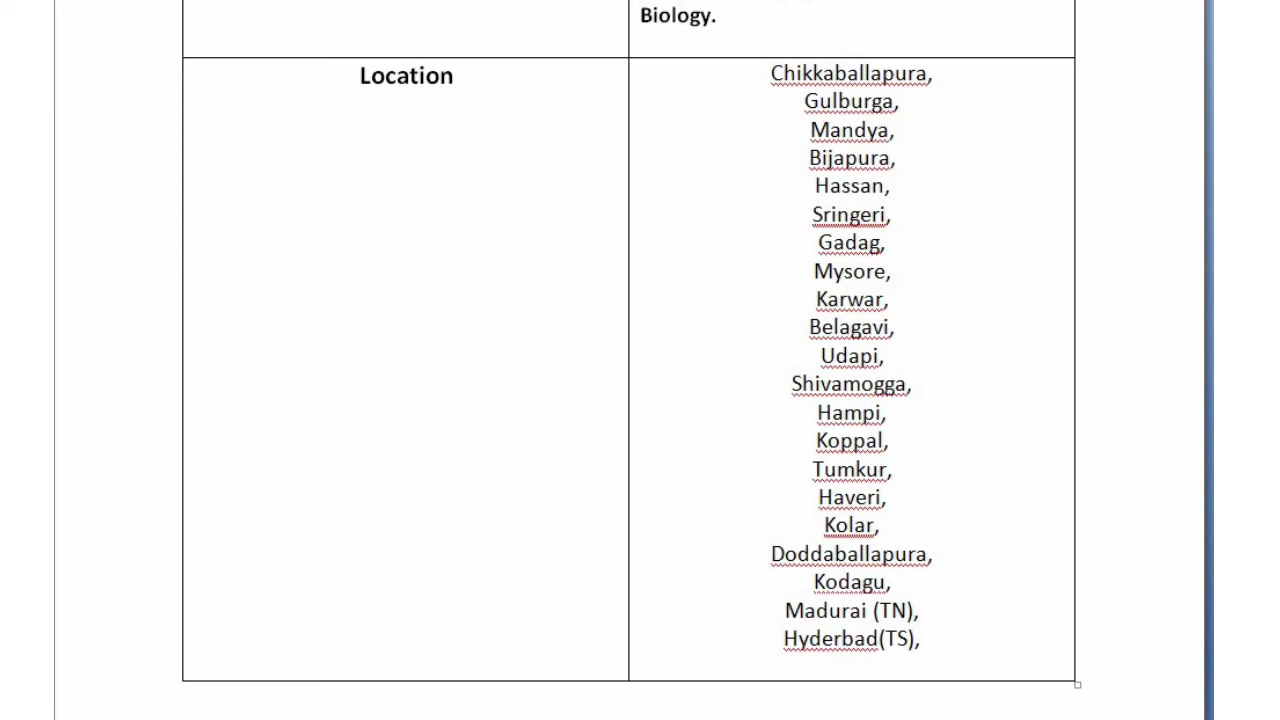 Biology.
Location
Chikkaballapura,
Gulburga,
Mandya,
Bijapura,
Hassan,
Sringeri,
Gadag,
Mysore,
Karwar,
Belagavi,
Udapi,
Shivamogga,
Hampi,
Koppal,
Tumkur,
Haveri,
Kolar,
Doddaballapura,
Kodagu,
Madurai (TN),
Hyderbad(TS),